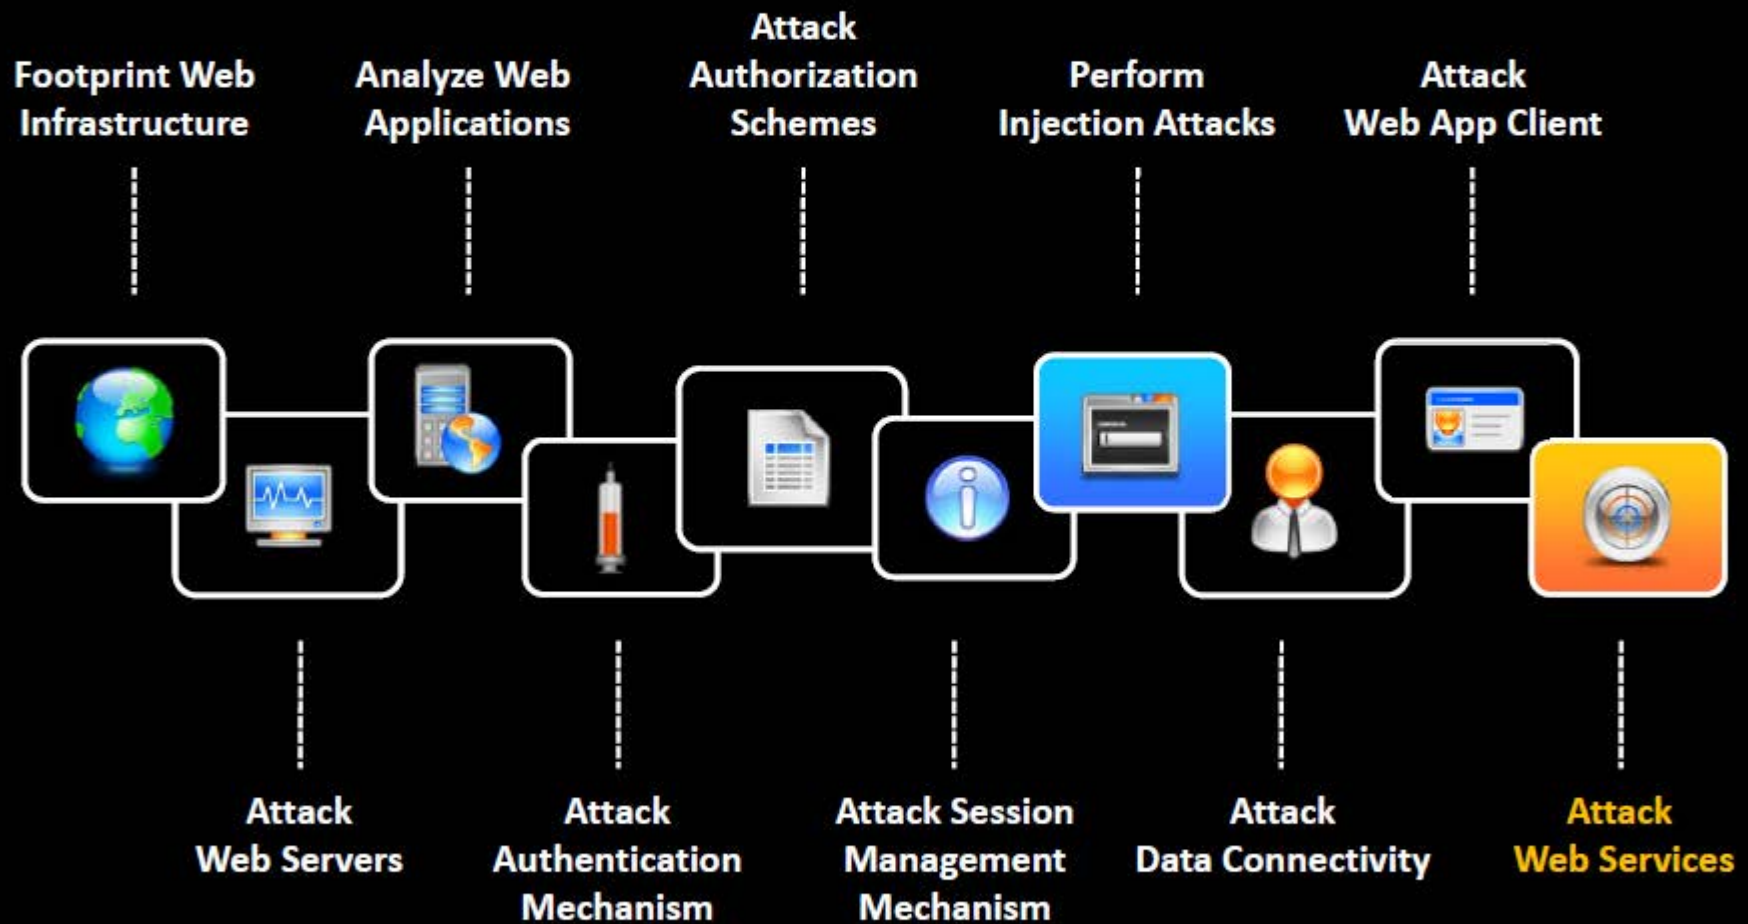 Footprint Web
Infrastructure
Attack
Web Servers
Analyze Web
Applications
Attack
Authentication
Mechanism
Attack
Authorization
Schemes
Attack Session
Management
Mechanism
Perform
Injection Attacks
Attack
Data Connectivity
Attack
Web App Client
Attack
Web Services